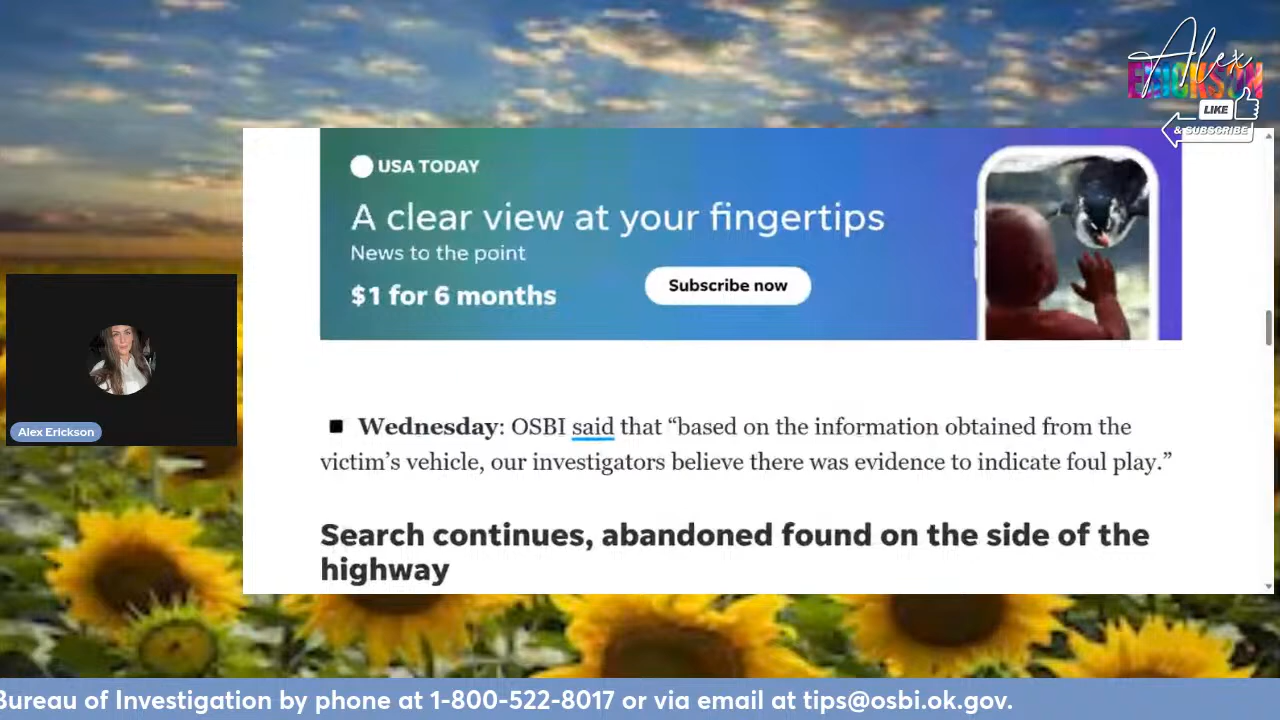 Alex
ERICKSON
LIKE
& SUBSCRIBE
USA TODAY
A clear view at your fingertips
News to the point
$1 for 6 months
Subscribe now
Alex Erickson
■ Wednesday: OSBI said that “based on the information obtained from the
victim’s vehicle, our investigators believe there was evidence to indicate foul play.”
Search continues, abandoned found on the side of the
highway
Bureau of Investigation by phone at 1-800-522-8017 or via email at tips@osbi.ok.gov.